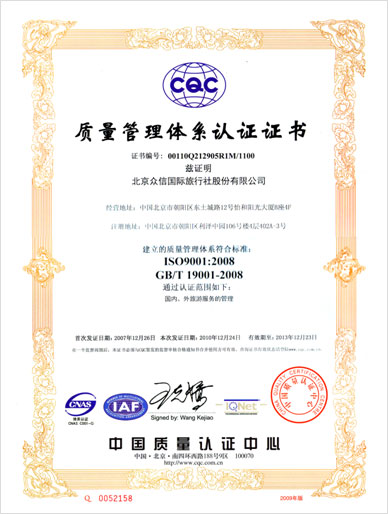 CQC
质量管理体系认证证书
证书编号: 00110Q212905R1M/1100
兹证明
北京众信国际旅行社股份有限公司
经营地址: 中国北京市朝阳区东土城路12号怡和阳光大厦B座4F
注册地址: 中国北京市朝阳区利泽中园106号楼4层402A-3号
建立的质量管理体系符合标准:
ISO9001:2008
GB/T 19001-2008
通过认证范围如下:
国内、外旅游服务的管理
首次发证日期: 2007年12月26日 本次发证日期: 2010年12月24日 有效期至: 2013年12月23日
CNAS
IAF
IQNet
CNAS C001-Q
Signed by: Wang Kejiao
中国质量认证中心
CHINA QUALITY CERTIFICATION CENTRE
中国质量认证中心
中国·北京·南四环西路188号9区 100070
http://www.cqc.com.cn
Q 0052158
2009年版